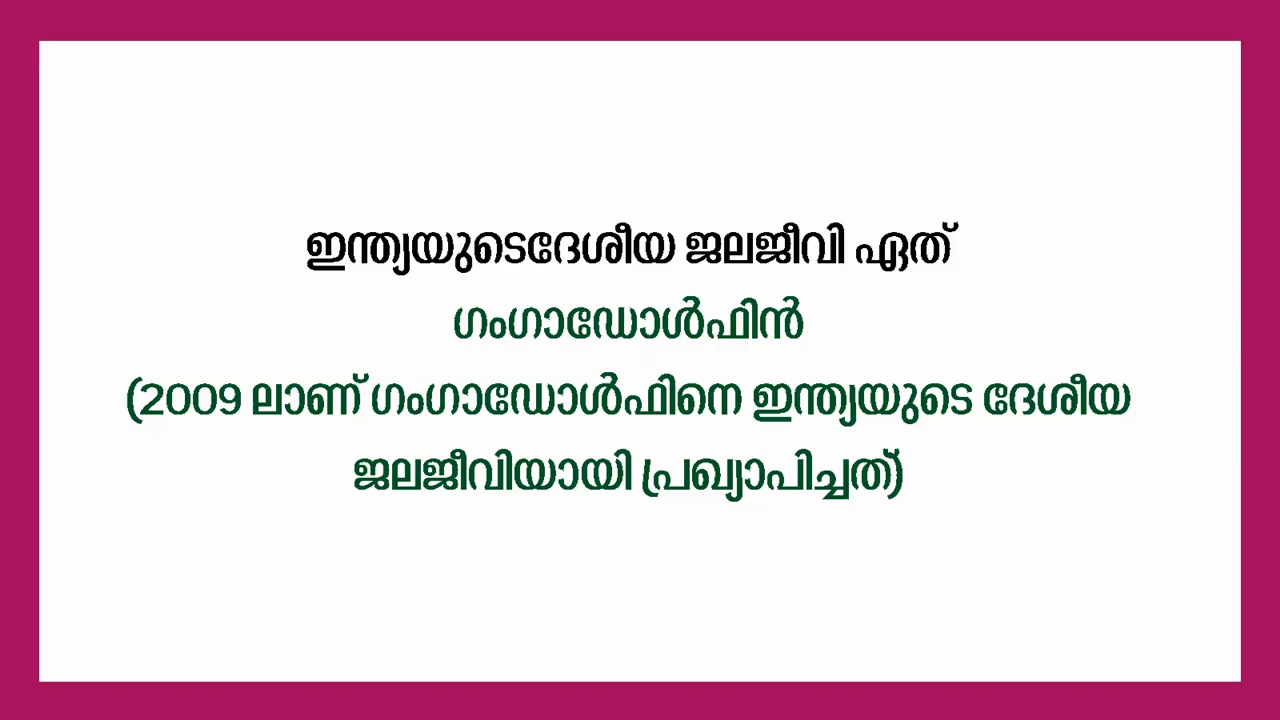 ഇന്ത്യയുടെദേശീയ ജലജീവി ഏത്
ഗംഗാഡോൾഫിൻ
(2009 ലാണ് ഗംഗാഡോൾഫിനെ ഇന്ത്യയുടെ ദേശീയ
ജലജീവിയായി പ്രഖ്യാപിച്ചത്)